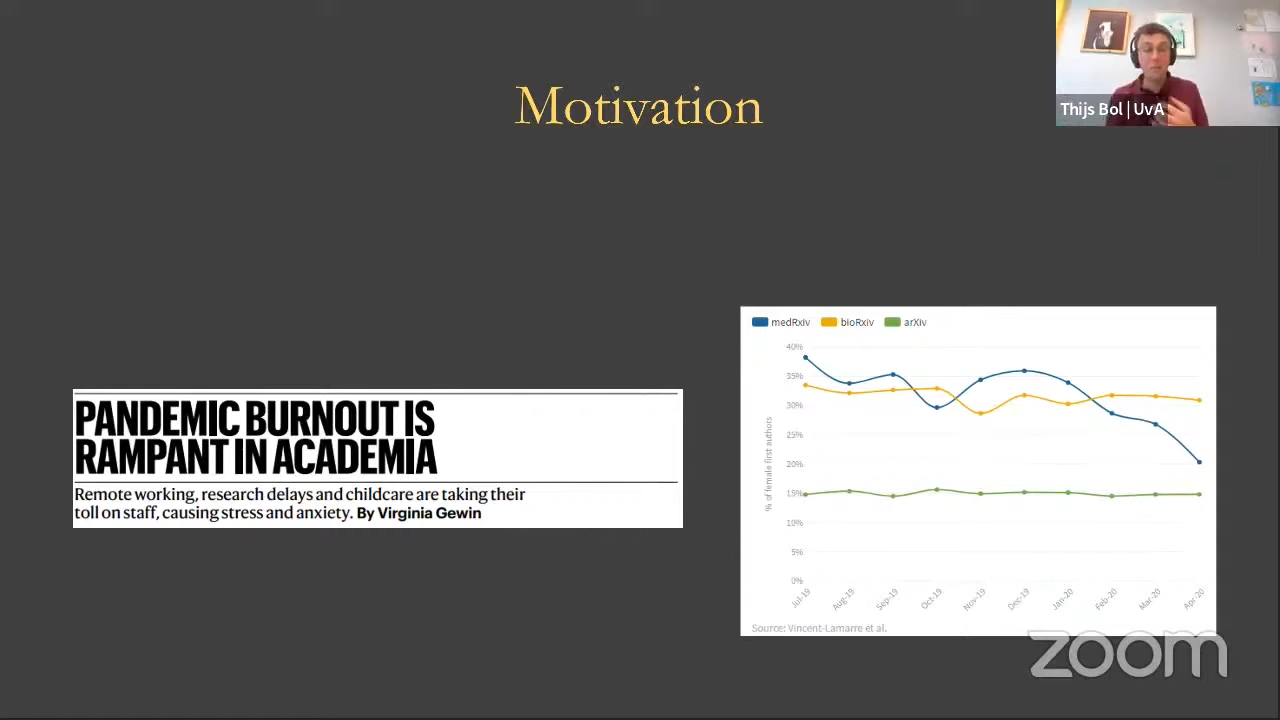 Motivation
Thijs Bol | UvA
PANDEMIC BURNOUT IS
RAMPANT IN ACADEMIA
Remote working, research delays and childcare are taking their
toll on staff, causing stress and anxiety. By Virginia Gewin
medRxiv bioRxiv arXiv
% of female first authors
40%
35%
30%
25%
20%
15%
10%
5%
0%
Jul-19 Aug-19 Sep-19 Oct-19 Nov-19 Dec-19 Jan-20 Feb-20 Mar-20 Apr-20
Source: Vincent-Lamarre et al.
zoom